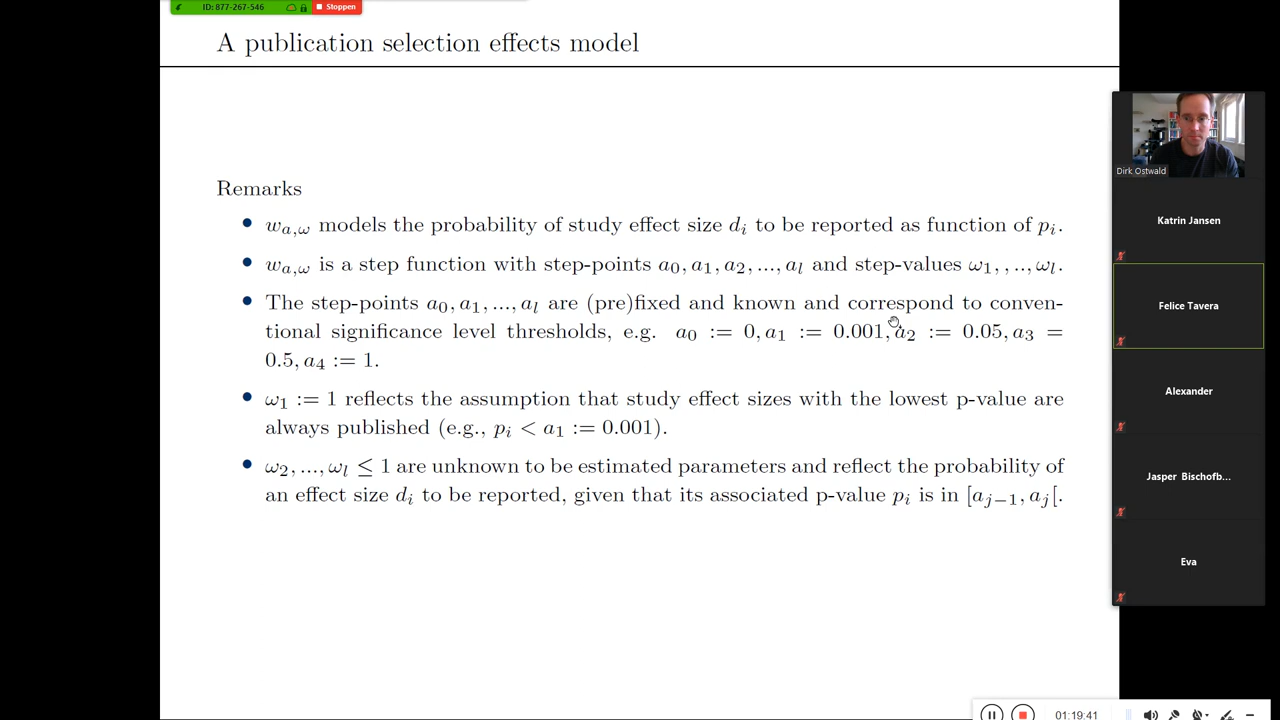 ID: 877-267-546 Stoppen
A publication selection effects model
Dirk Ostwald
Remarks
• w_{a,ω} models the probability of study effect size d_i to be reported as function of p_i.
• w_{a,ω} is a step function with step-points a_0, a_1, a_2, ..., a_l and step-values ω_1, , .., ω_l.
• The step-points a_0, a_1, ..., a_l are (pre)fixed and known and correspond to conven-
tional significance level thresholds, e.g. a_0 := 0, a_1 := 0.001, a_2 := 0.05, a_3 =
0.5, a_4 := 1.
• ω_1 := 1 reflects the assumption that study effect sizes with the lowest p-value are
always published (e.g., p_i < a_1 := 0.001).
• ω_2, ..., ω_l ≤ 1 are unknown to be estimated parameters and reflect the probability of
an effect size d_i to be reported, given that its associated p-value p_i is in [a_{j−1}, a_j[.
Katrin Jansen
Felice Tavera
Alexander
Jasper Bischofb...
Eva
01:19:41